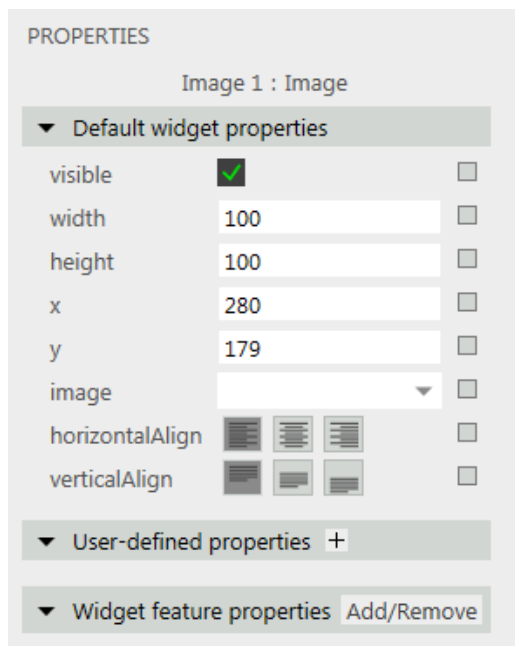 PROPERTIES
Image 1 : Image
Default widget properties
visible
width 100
height 100
x 280
y 179
image
horizontalAlign
verticalAlign
User-defined properties +
Widget feature properties Add/Remove